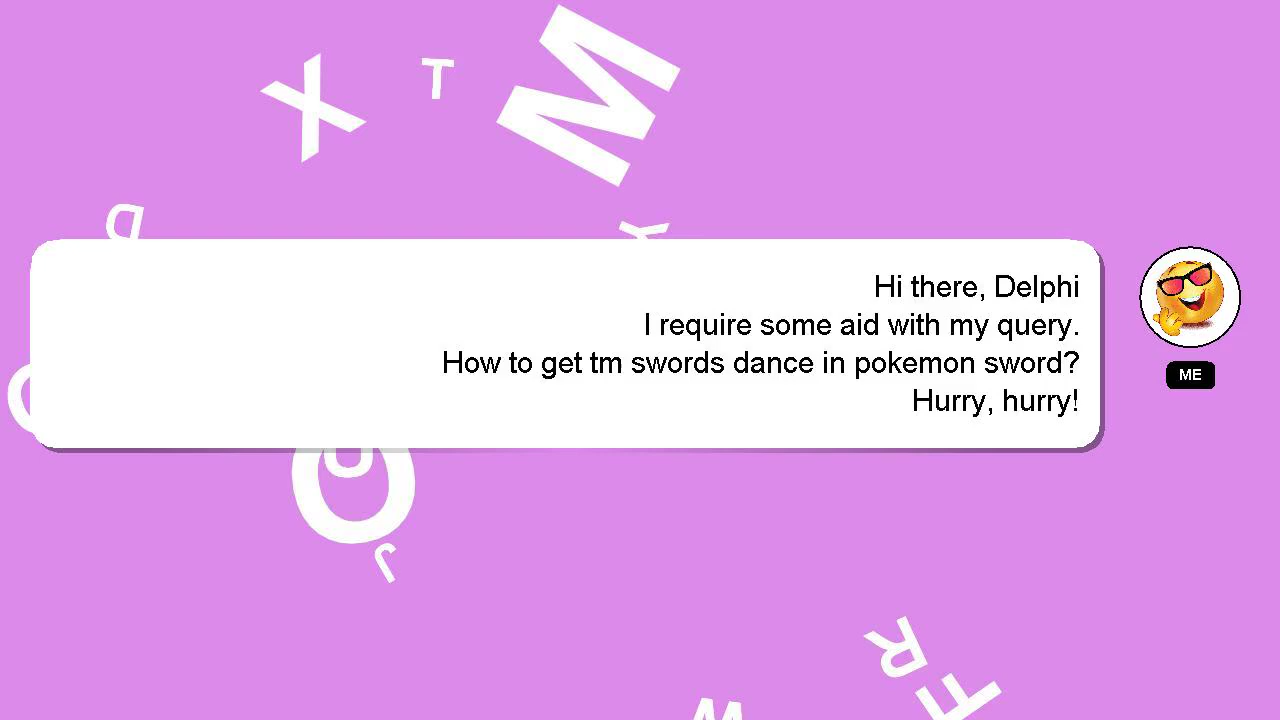 X
T
M
D
Y
Hi there, Delphi
I require some aid with my query.
How to get tm swords dance in pokemon sword?
Hurry, hurry!
ME
O
J
R
F
W